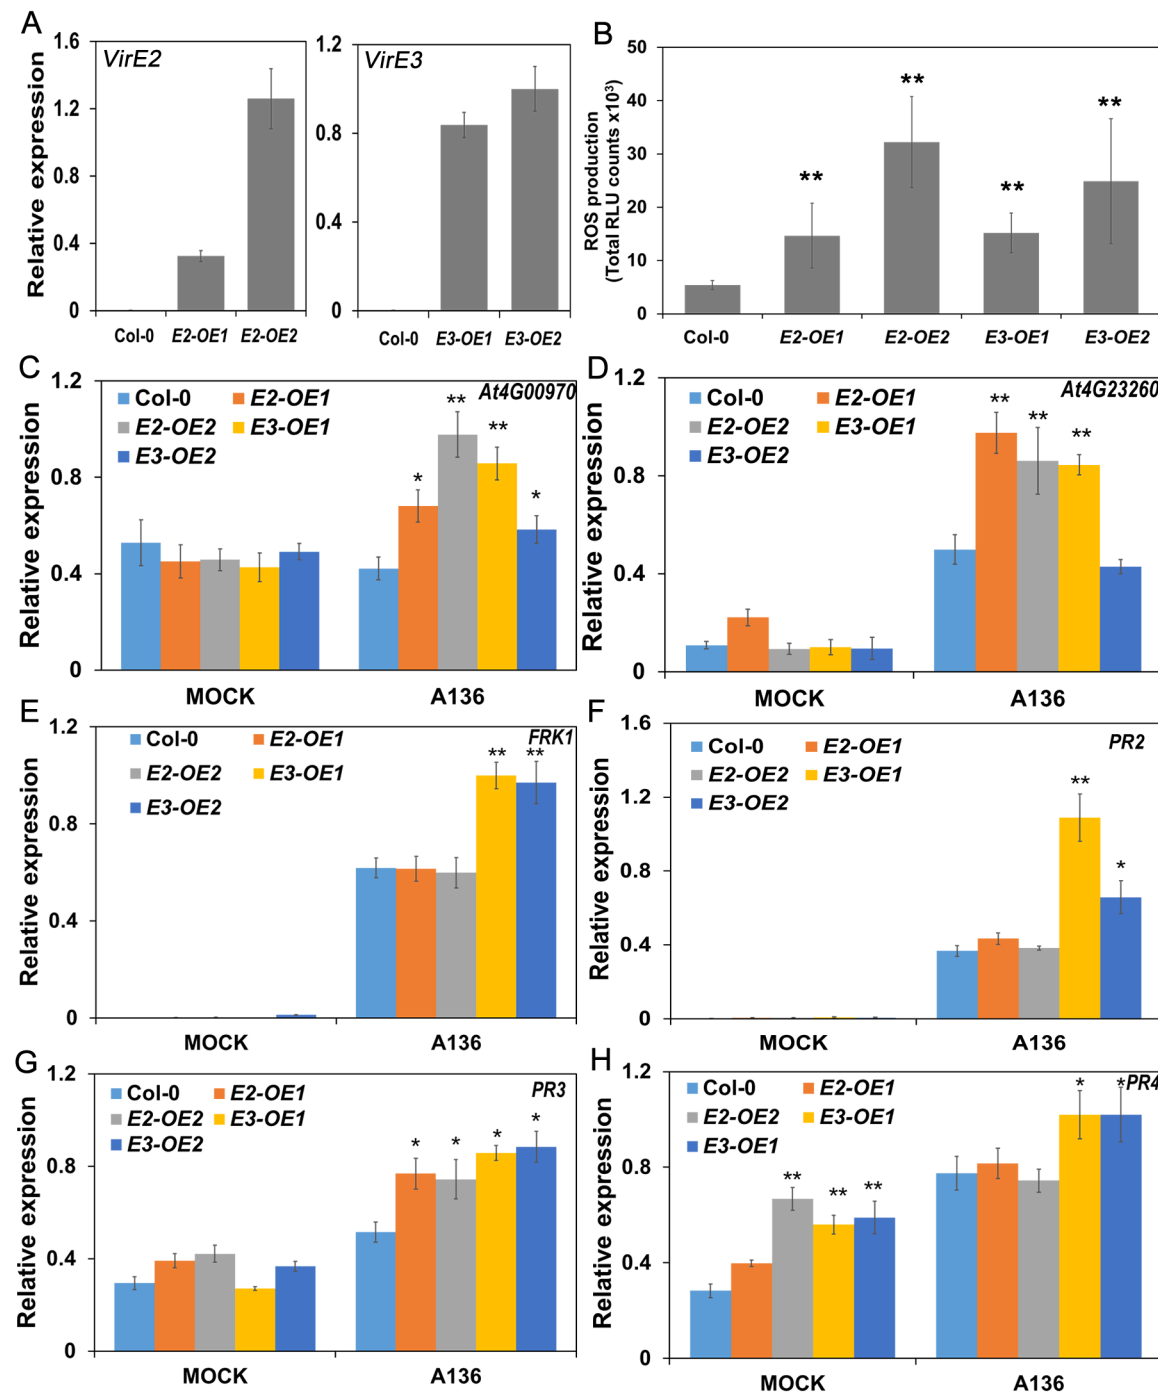 A
VirE2
Relative expression
1.6
1.2
0.8
0.4
0
Col-0 E2-OE1 E2-OE2
VirE3
1.2
0.8
0.4
0
Col-0 E3-OE1 E3-OE2
B
ROS production
(Total RLU counts x10³)
50
40
30
20
10
0
** ** ** **
Col-0 E2-OE1 E2-OE2 E3-OE1 E3-OE2
C
At4G00970
Relative expression
1.2
0.8
0.4
0
Col-0 E2-OE1
E2-OE2 E3-OE1
E3-OE2
* ** ** *
MOCK A136
D
At4G23260
Relative expression
1.2
0.8
0.4
0
Col-0 E2-OE1
E2-OE2 E3-OE1
E3-OE2
** ** **
MOCK A136
E
FRK1
Relative expression
1.2
0.8
0.4
0
Col-0 E2-OE1
E2-OE2 E3-OE1
E3-OE2
** **
MOCK A136
F
PR2
Relative expression
1.6
1.2
0.8
0.4
0
Col-0 E2-OE1
E2-OE2 E3-OE1
E3-OE2
** *
MOCK A136
G
PR3
Relative expression
1.2
0.8
0.4
0
Col-0 E2-OE1
E2-OE2 E3-OE1
E3-OE2
* * * *
MOCK A136
H
PR4
Relative expression
1.2
0.8
0.4
0
Col-0 E2-OE1
E2-OE2 E3-OE1
E3-OE1
** ** ** * *
MOCK A136